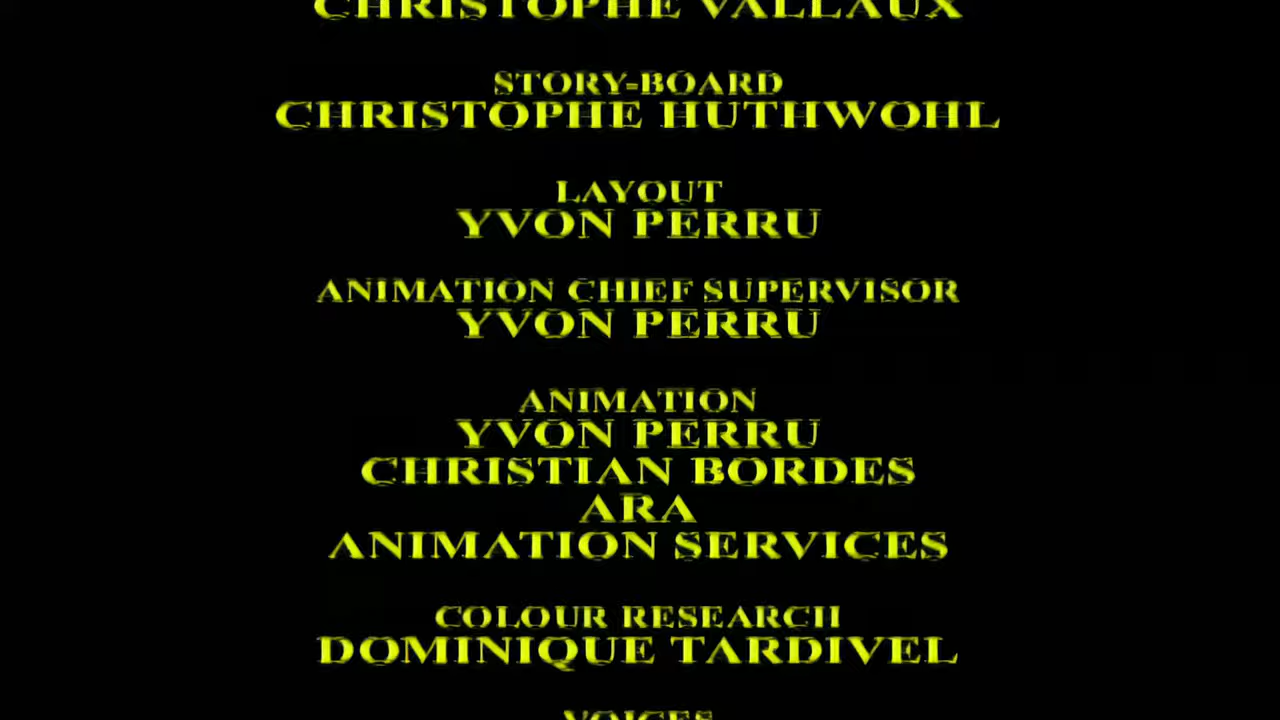 CHRISTOPHE VALLAUX
STORY-BOARD
CHRISTOPHE HUTHWOHL
LAYOUT
YVON PERRU
ANIMATION CHIEF SUPERVISOR
YVON PERRU
ANIMATION
YVON PERRU
CHRISTIAN BORDES
ARA
ANIMATION SERVICES
COLOUR RESEARCH
DOMINIQUE TARDIVEL
VOICES